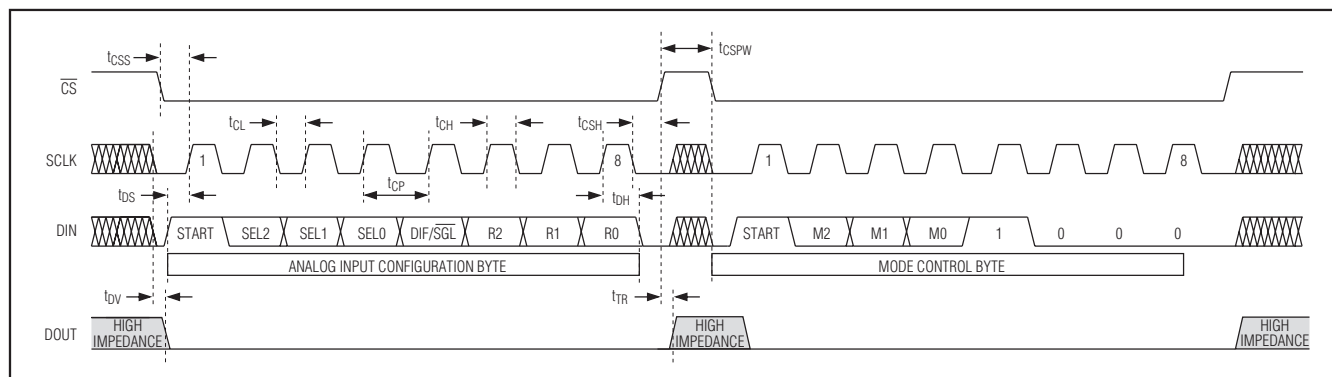 tCSS
tCSPW
CS
tCL
tCH
tCSH
SCLK
1
8
1
8
tCP
tDS
tDH
DIN
START SEL2 SEL1 SEL0 DIF/SGL R2 R1 R0
START M2 M1 M0 1 0 0 0
ANALOG INPUT CONFIGURATION BYTE
MODE CONTROL BYTE
tDV
tTR
DOUT
HIGH
IMPEDANCE
HIGH
IMPEDANCE
HIGH
IMPEDANCE